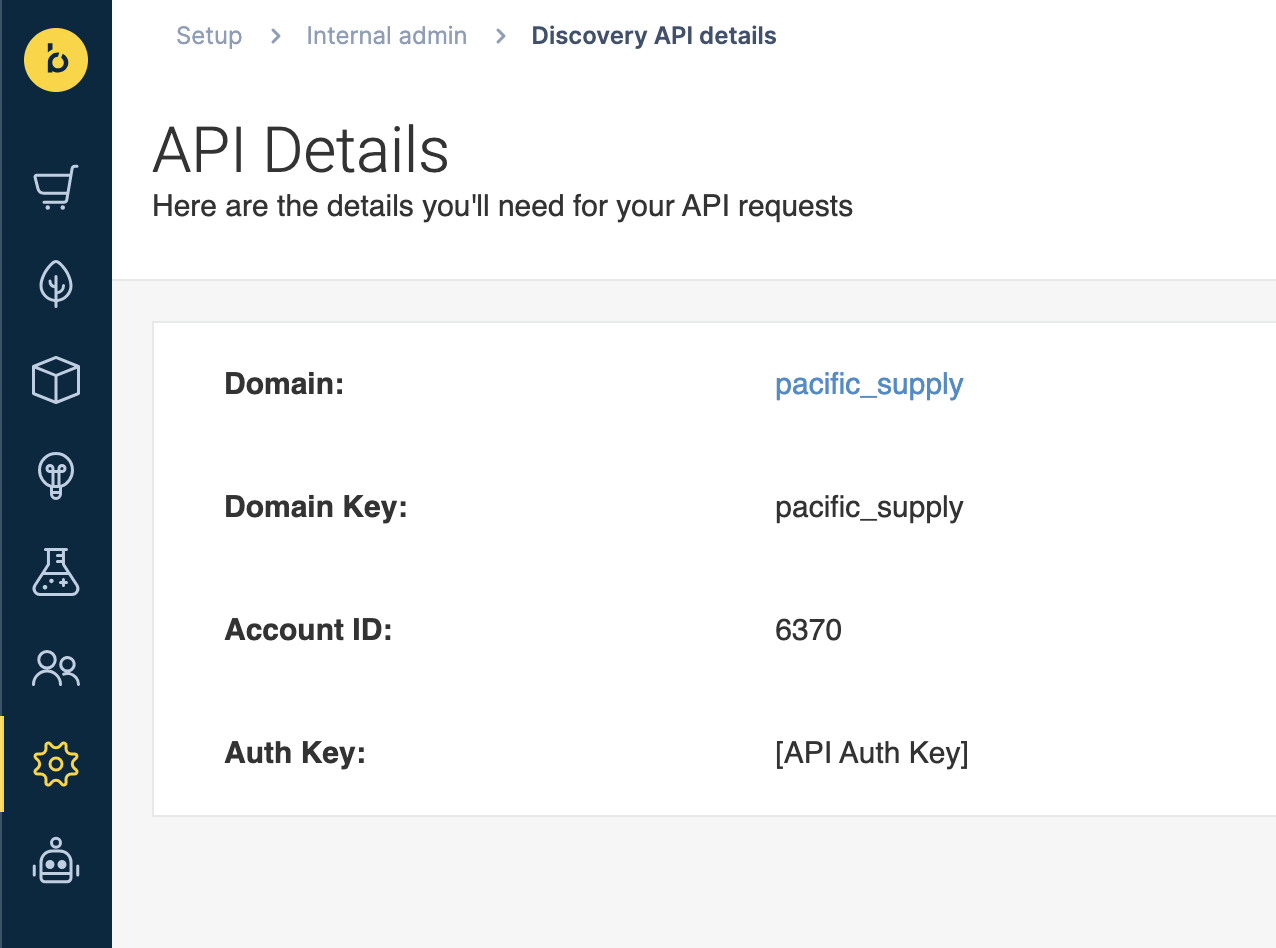 Setup > Internal admin > Discovery API details
API Details
Here are the details you'll need for your API requests
Domain: pacific_supply
Domain Key: pacific_supply
Account ID: 6370
Auth Key: [API Auth Key]